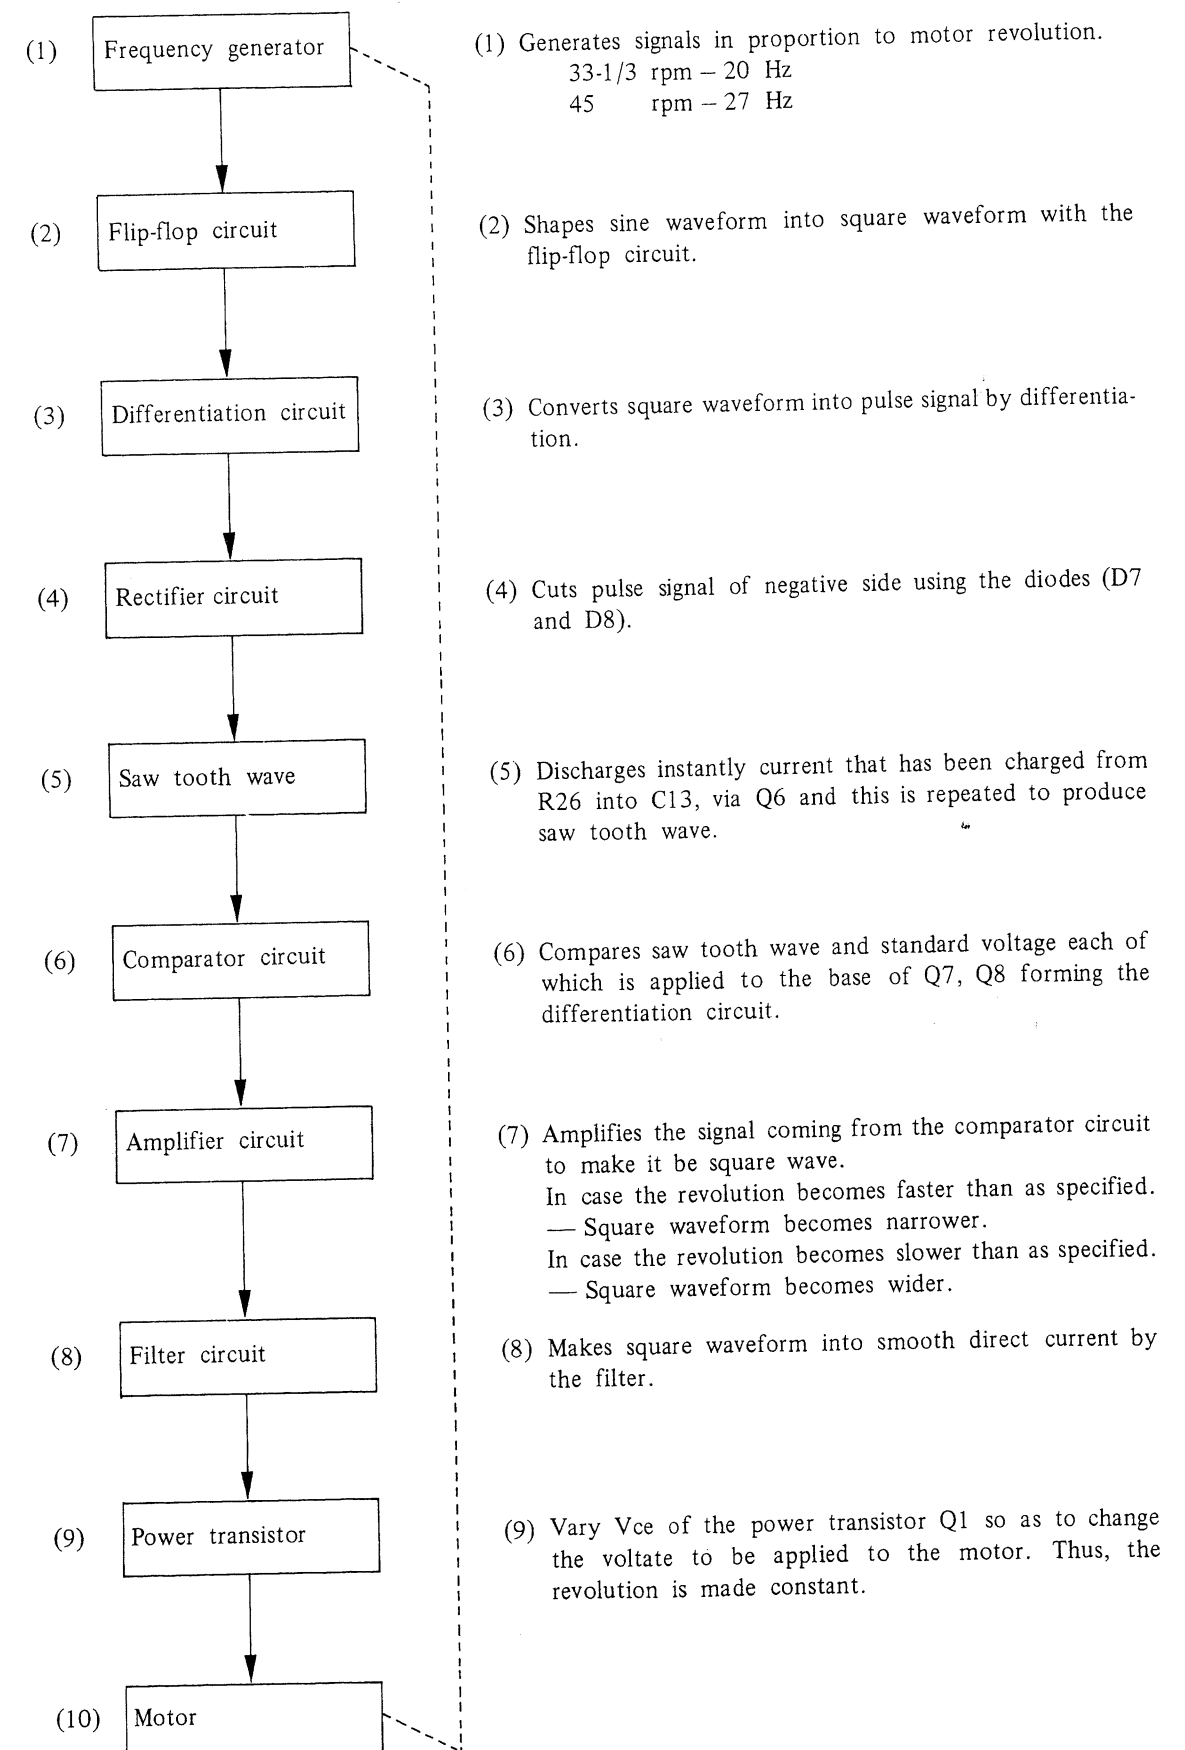 (1) Frequency generator
(1) Generates signals in proportion to motor revolution.
33-1/3 rpm – 20 Hz
45 rpm – 27 Hz
(2) Flip-flop circuit
(2) Shapes sine waveform into square waveform with the
flip-flop circuit.
(3) Differentiation circuit
(3) Converts square waveform into pulse signal by differentia-
tion.
(4) Rectifier circuit
(4) Cuts pulse signal of negative side using the diodes (D7
and D8).
(5) Saw tooth wave
(5) Discharges instantly current that has been charged from
R26 into C13, via Q6 and this is repeated to produce
saw tooth wave.
(6) Comparator circuit
(6) Compares saw tooth wave and standard voltage each of
which is applied to the base of Q7, Q8 forming the
differentiation circuit.
(7) Amplifier circuit
(7) Amplifies the signal coming from the comparator circuit
to make it be square wave.
In case the revolution becomes faster than as specified.
— Square waveform becomes narrower.
In case the revolution becomes slower than as specified.
— Square waveform becomes wider.
(8) Filter circuit
(8) Makes square waveform into smooth direct current by
the filter.
(9) Power transistor
(9) Vary Vce of the power transistor Q1 so as to change
the voltate to be applied to the motor. Thus, the
revolution is made constant.
(10) Motor